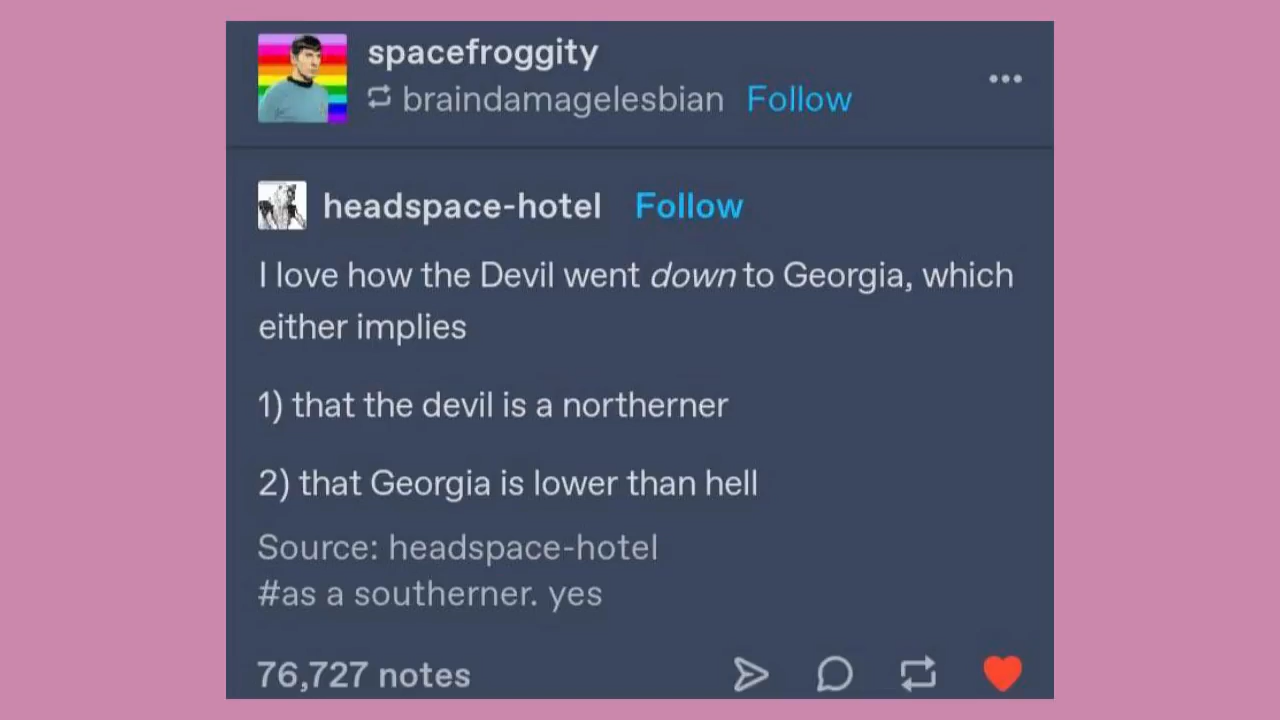 spacefroggity
braindamagelesbian Follow
headspace-hotel Follow
I love how the Devil went down to Georgia, which
either implies
1) that the devil is a northerner
2) that Georgia is lower than hell
Source: headspace-hotel
#as a southerner. yes
76,727 notes